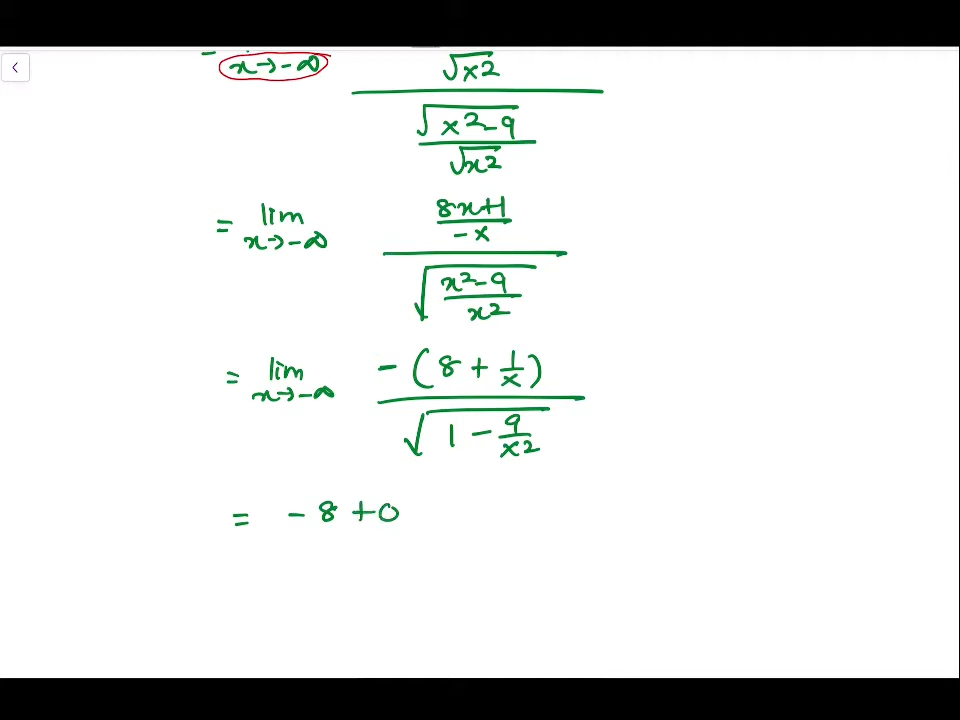 x→-∞
√x2
√x2-9
√x2
= lim
x→-∞
8x+1
-x
√x2-9
x2
= lim
x→-∞
-(8+1/x)
√1-9/x2
= -8+0